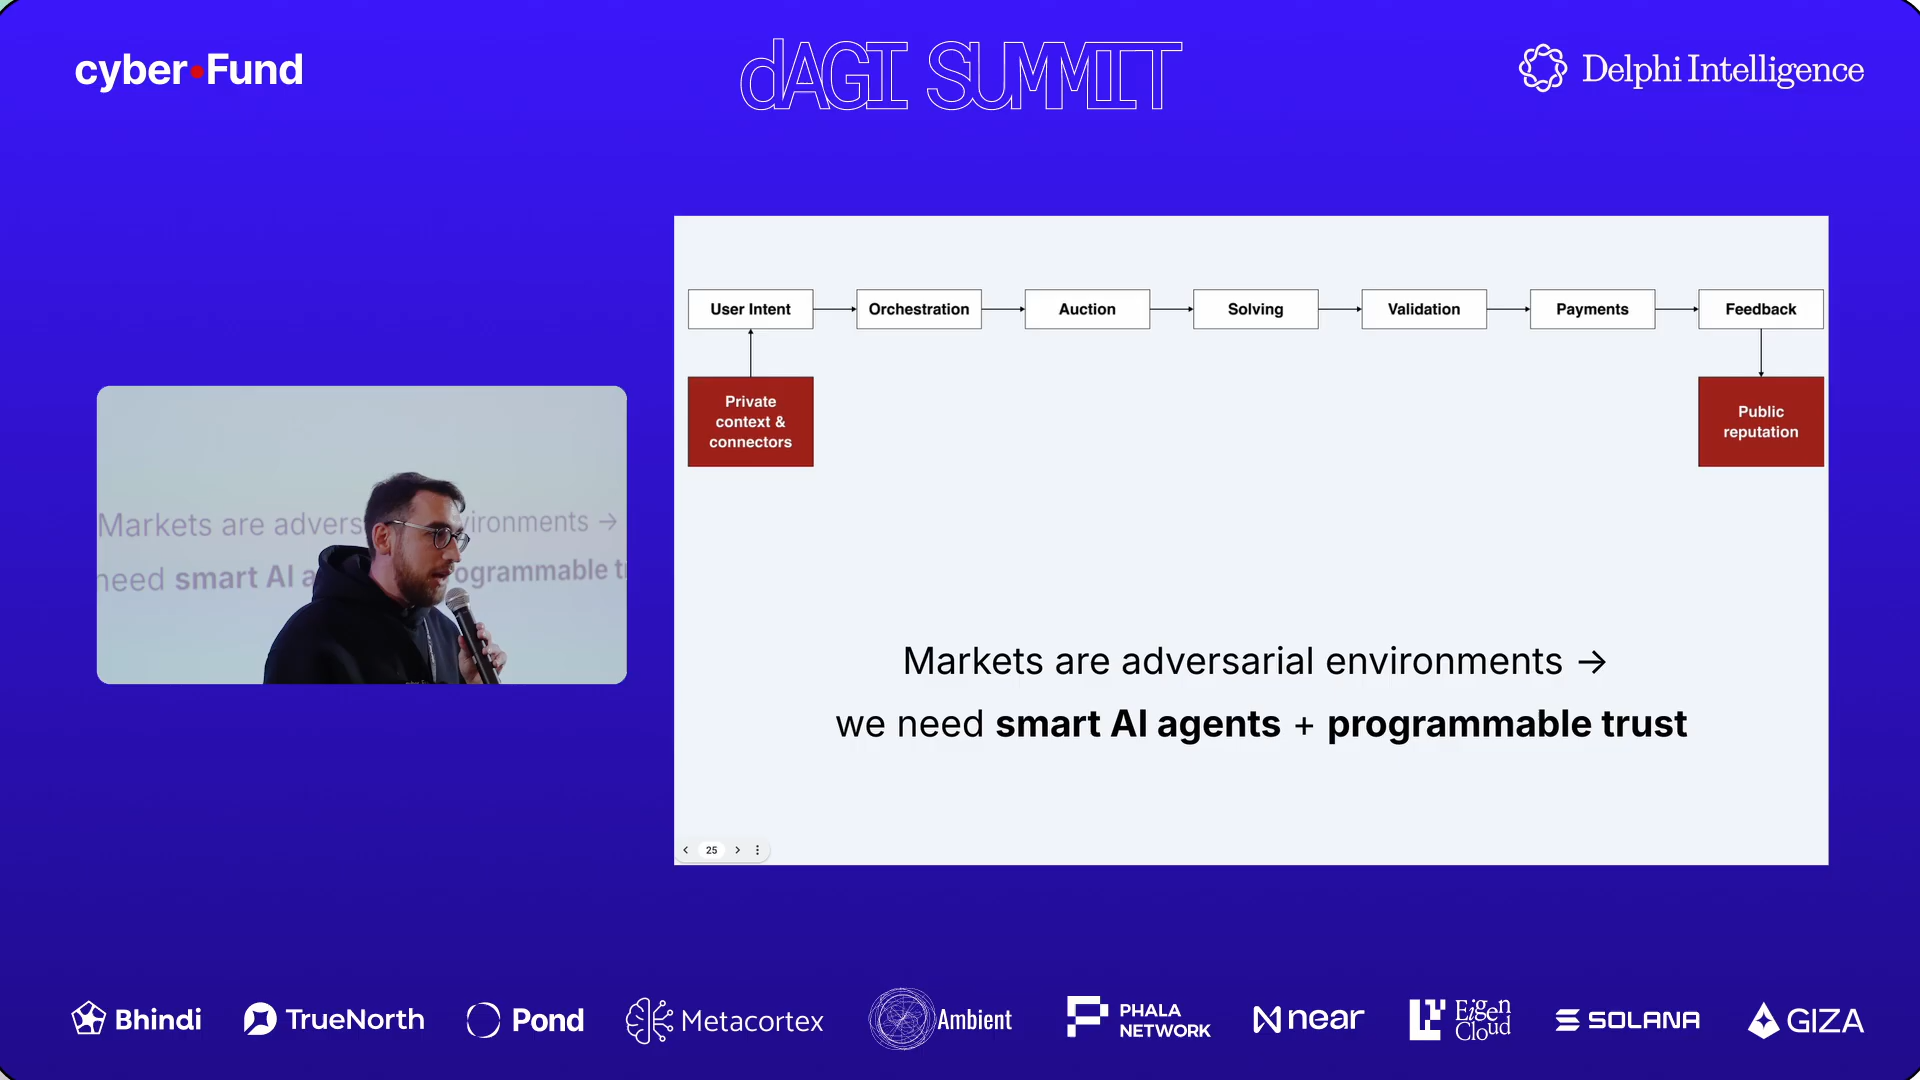 cyber•Fund
dAGI SUMMIT
Delphi Intelligence
User Intent
Orchestration
Auction
Solving
Validation
Payments
Feedback
Private
context &
connectors
Public
reputation
Markets are adversarial environments →
we need smart AI agents + programmable trust
25
Markets are advers vironments →
need smart AI a ogrammable t
Bhindi
TrueNorth
Pond
Metacortex
Ambient
PHALA
NETWORK
near
EigenCloud
SOLANA
GIZA